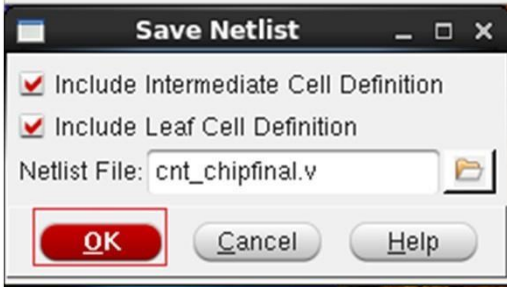 Save Netlist
Include Intermediate Cell Definition
Include Leaf Cell Definition
Netlist File: cnt_chipfinal.v
OK Cancel Help